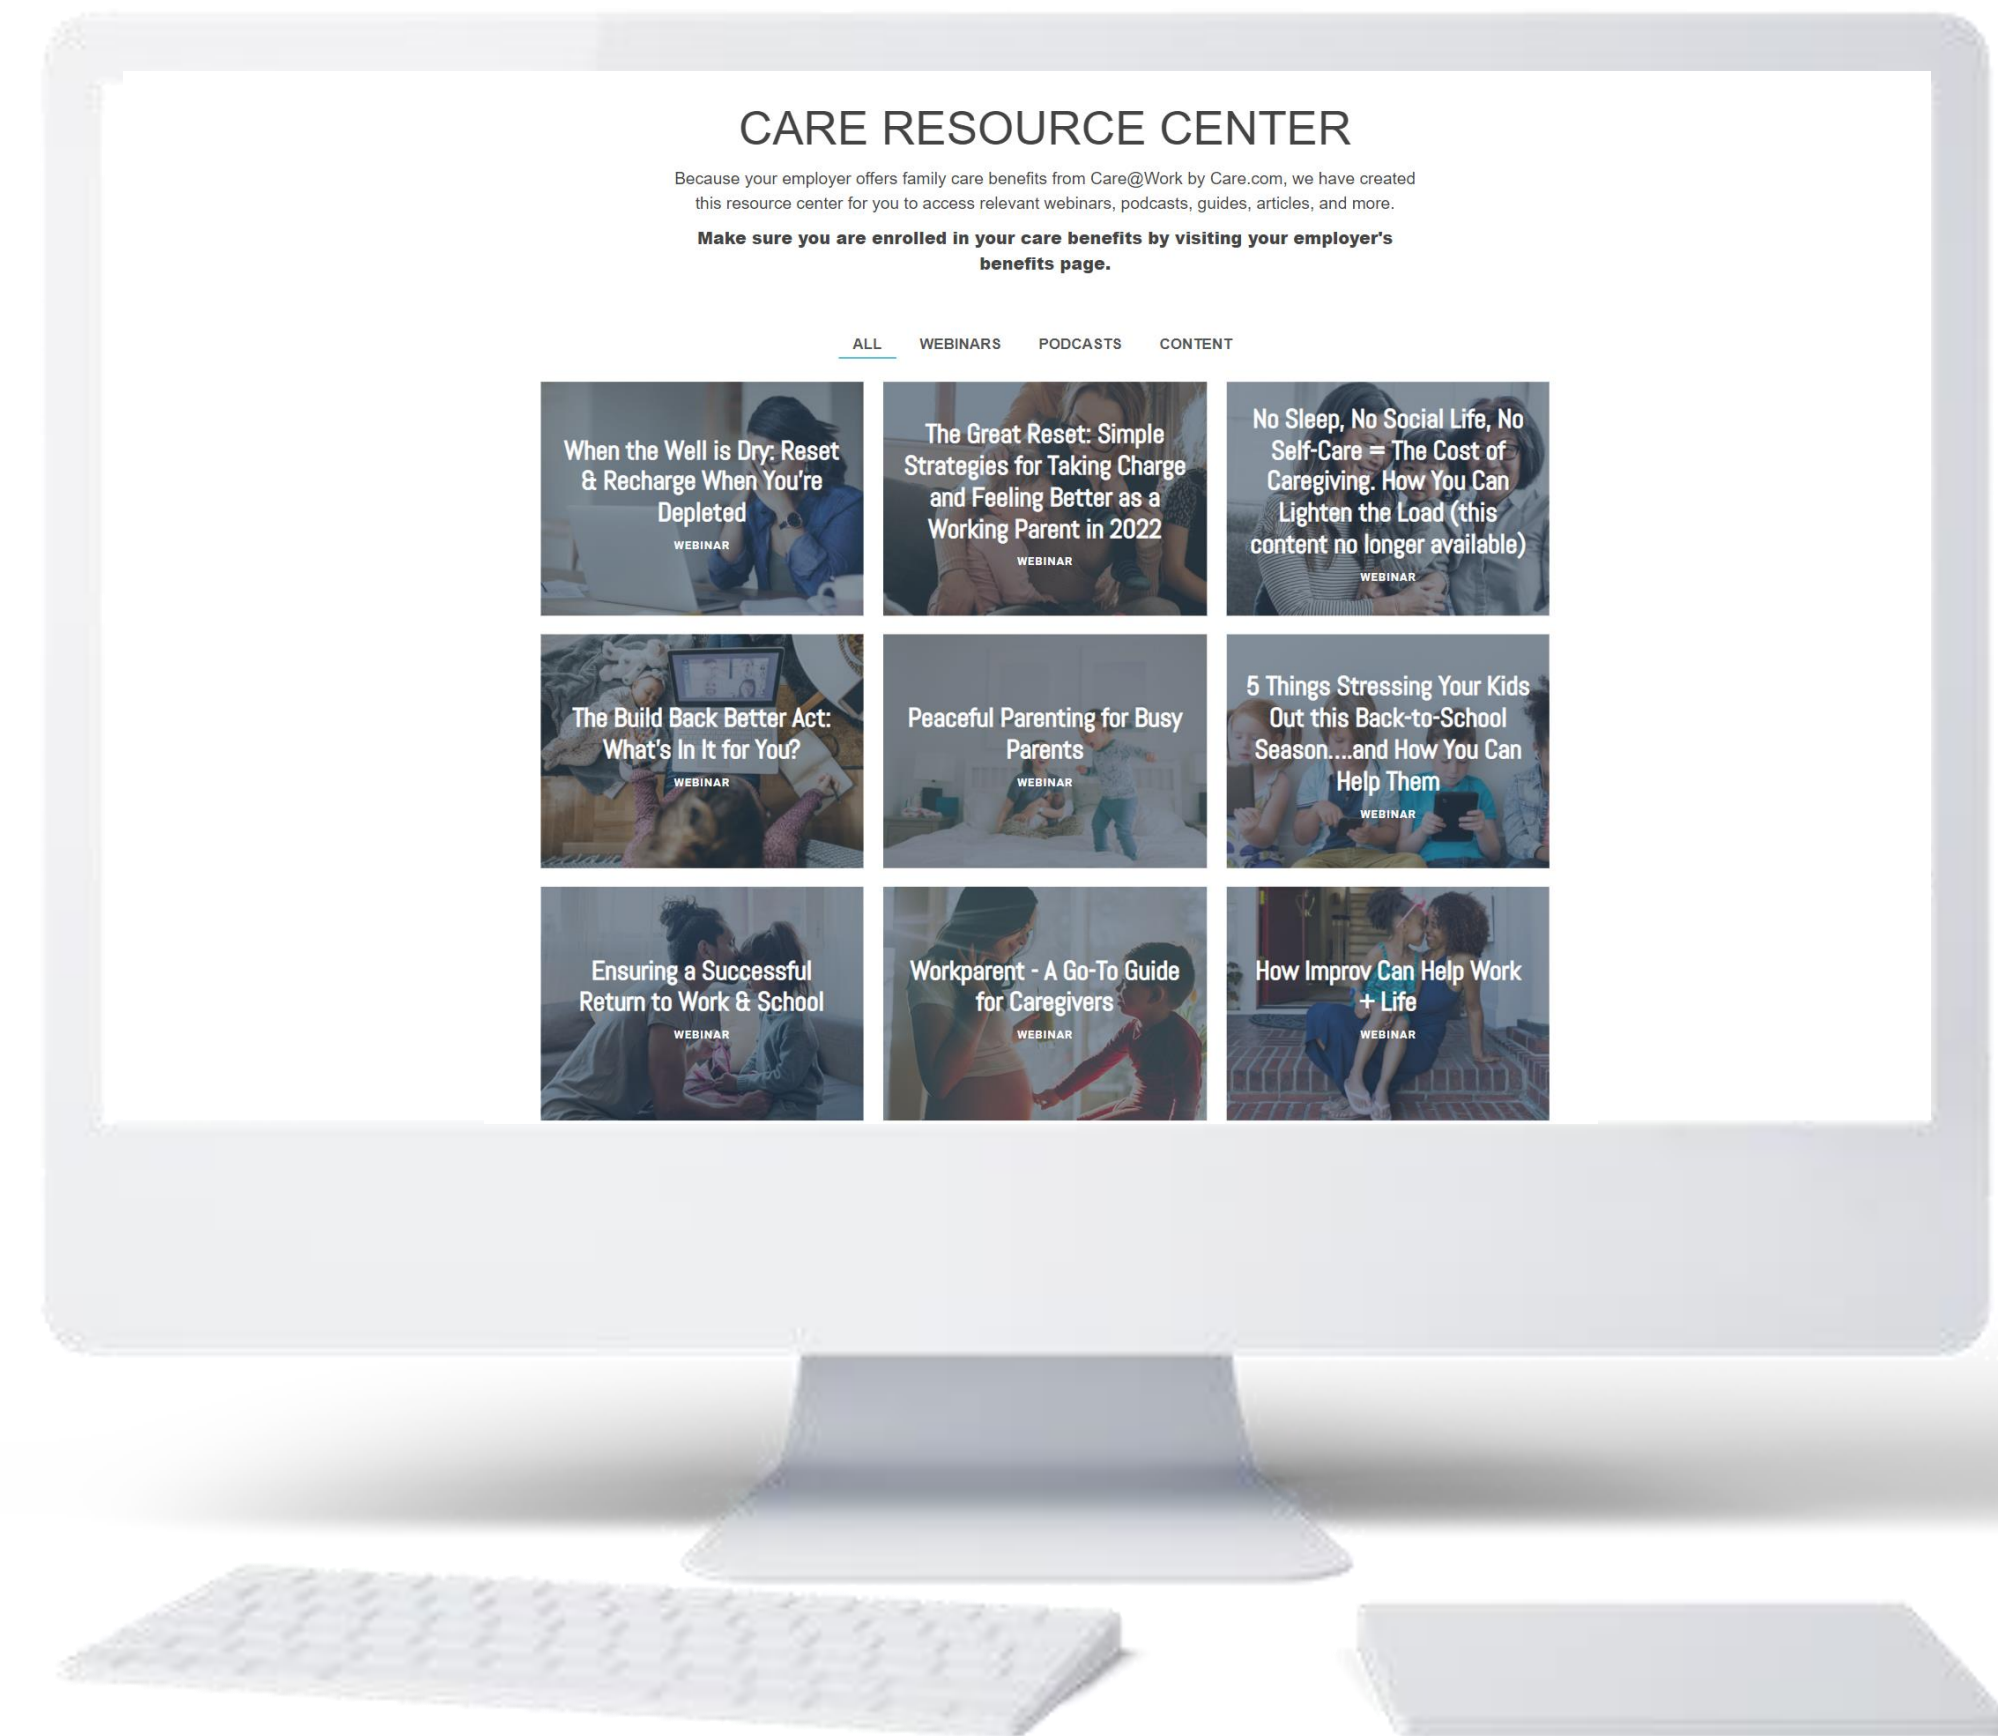 CARE RESOURCE CENTER
Because your employer offers family care benefits from Care@Work by Care.com, we have created
this resource center for you to access relevant webinars, podcasts, guides, articles, and more.
Make sure you are enrolled in your care benefits by visiting your employer's
benefits page.
ALL WEBINARS PODCASTS CONTENT
When the Well is Dry: Reset
& Recharge When You're
Depleted
WEBINAR
The Great Reset: Simple
Strategies for Taking Charge
and Feeling Better as a
Working Parent in 2022
WEBINAR
No Sleep, No Social Life, No
Self-Care = The Cost of
Caregiving. How You Can
Lighten the Load (this
content no longer available)
WEBINAR
The Build Back Better Act:
What's In It for You?
WEBINAR
Peaceful Parenting for Busy
Parents
WEBINAR
5 Things Stressing Your Kids
Out this Back-to-School
Season....and How You Can
Help Them
WEBINAR
Ensuring a Successful
Return to Work & School
WEBINAR
Workparent - A Go-To Guide
for Caregivers
WEBINAR
How Improv Can Help Work
+ Life
WEBINAR